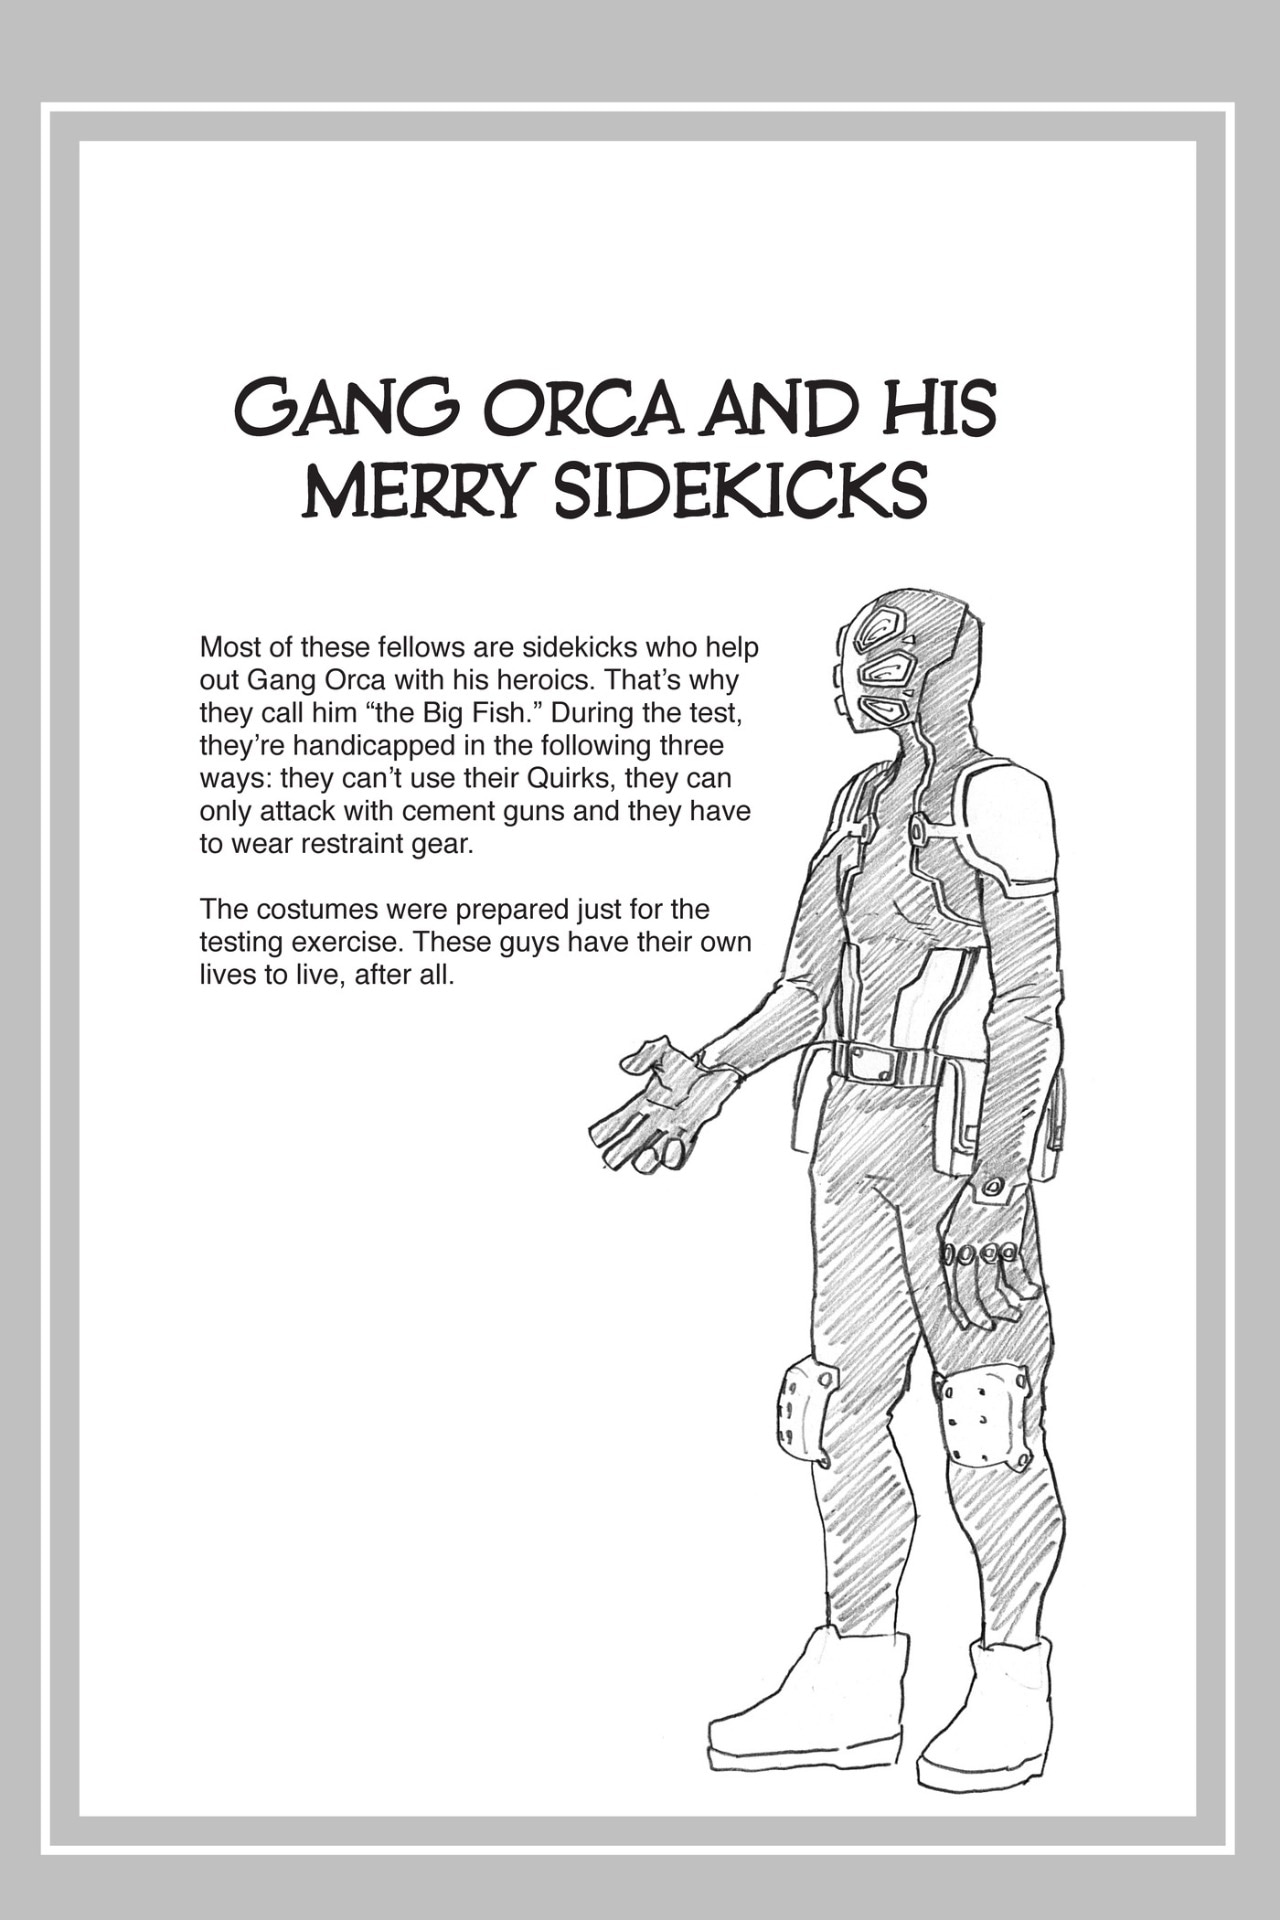 GANG ORCA AND HIS
MERRY SIDEKICKS
Most of these fellows are sidekicks who help
out Gang Orca with his heroics. That’s why
they call him “the Big Fish.” During the test,
they’re handicapped in the following three
ways: they can’t use their Quirks, they can
only attack with cement guns and they have
to wear restraint gear.
The costumes were prepared just for the
testing exercise. These guys have their own
lives to live, after all.